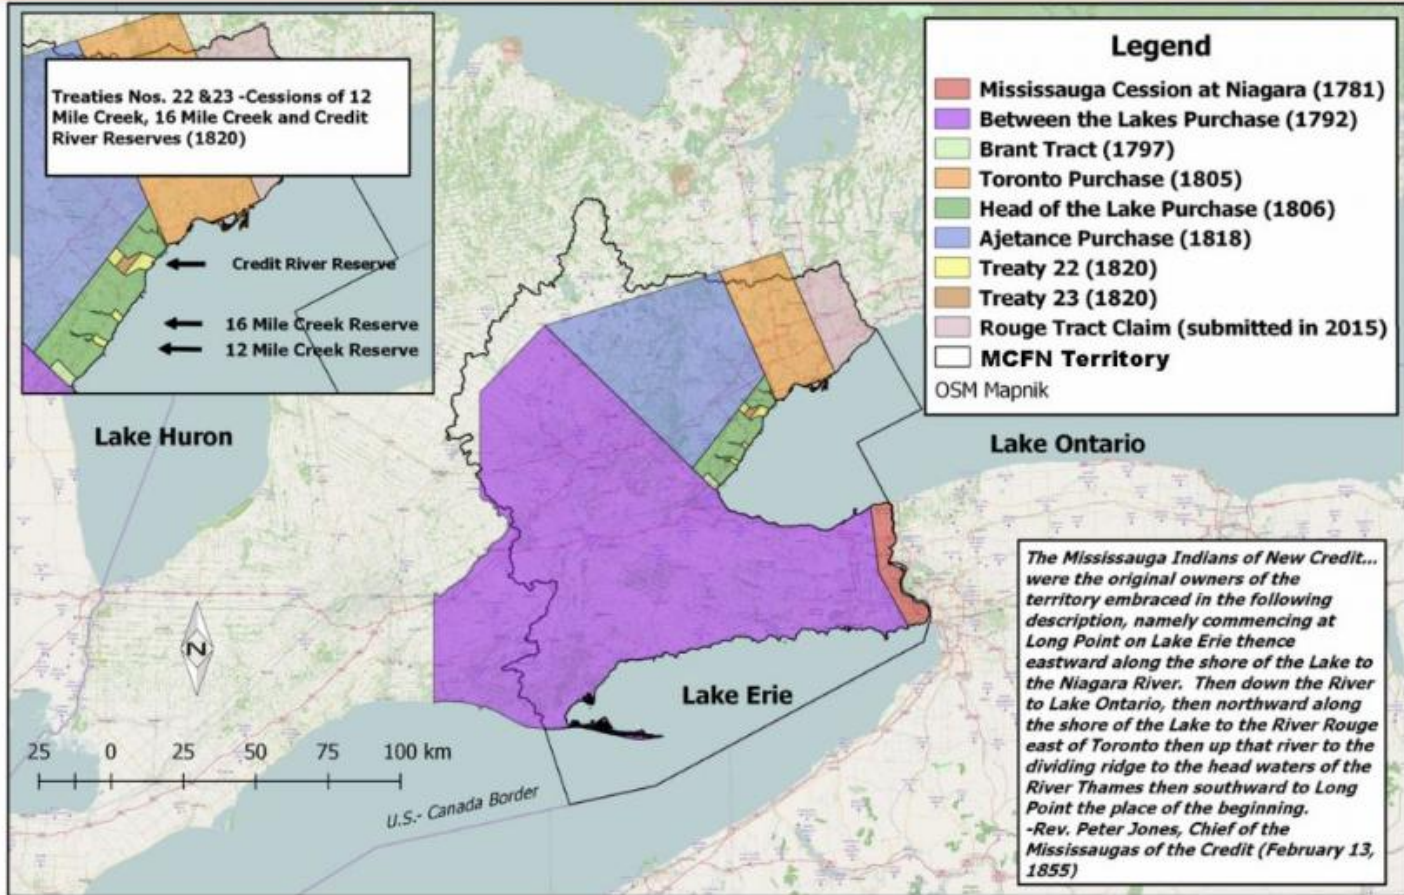 Treaties Nos. 22 &23 -Cessions of 12
Mile Creek, 16 Mile Creek and Credit
River Reserves (1820)
Credit River Reserve
16 Mile Creek Reserve
12 Mile Creek Reserve
Legend
Mississauga Cession at Niagara (1781)
Between the Lakes Purchase (1792)
Brant Tract (1797)
Toronto Purchase (1805)
Head of the Lake Purchase (1806)
Ajetance Purchase (1818)
Treaty 22 (1820)
Treaty 23 (1820)
Rouge Tract Claim (submitted in 2015)
MCFN Territory
OSM Mapnik
Lake Huron
Lake Ontario
Lake Erie
N
25 0 25 50 75 100 km
U.S.- Canada Border
The Mississauga Indians of New Credit...
were the original owners of the
territory embraced in the following
description, namely commencing at
Long Point on Lake Erie thence
eastward along the shore of the Lake to
the Niagara River. Then down the River
to Lake Ontario, then northward along
the shore of the Lake to the River Rouge
east of Toronto then up that river to the
dividing ridge to the head waters of the
River Thames then southward to Long
Point the place of the beginning.
-Rev. Peter Jones, Chief of the
Mississaugas of the Credit (February 13,
1855)